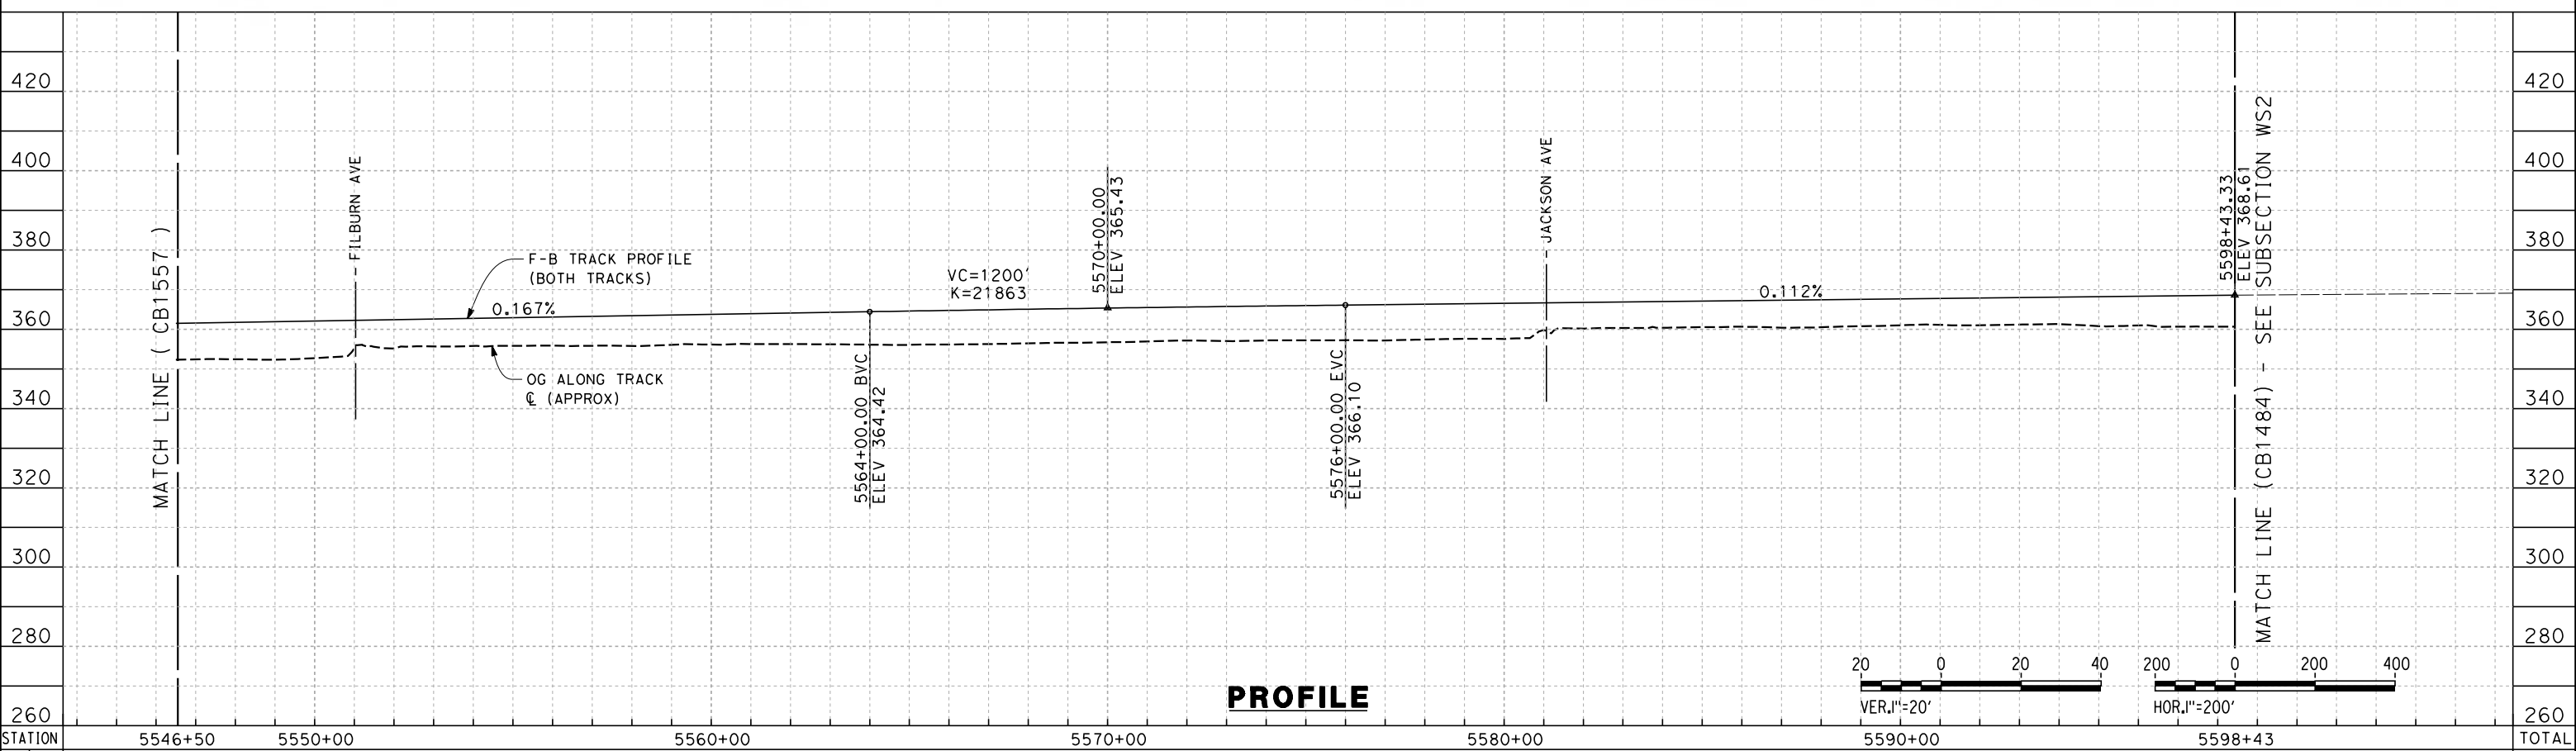 420
400
380
360
340
320
300
280
260
MATCH LINE ( CB1557 )
FILBURN AVE
F-B TRACK PROFILE
(BOTH TRACKS)
0.167%
OG ALONG TRACK
℄ (APPROX)
5564+00.00 BVC
ELEV 364.42
VC=1200'
K=21863
5570+00.00
ELEV 365.43
5576+00.00 EVC
ELEV 366.10
JACKSON AVE
0.112%
5598+43.33
ELEV 368.61
MATCH LINE (CB1484) - SEE SUBSECTION WS2
420
400
380
360
340
320
300
280
260
PROFILE
20 0 20 40
VER.1"=20'
200 0 200 400
HOR.1"=200'
STATION 5546+50 5550+00 5560+00 5570+00 5580+00 5590+00 5598+43 TOTAL